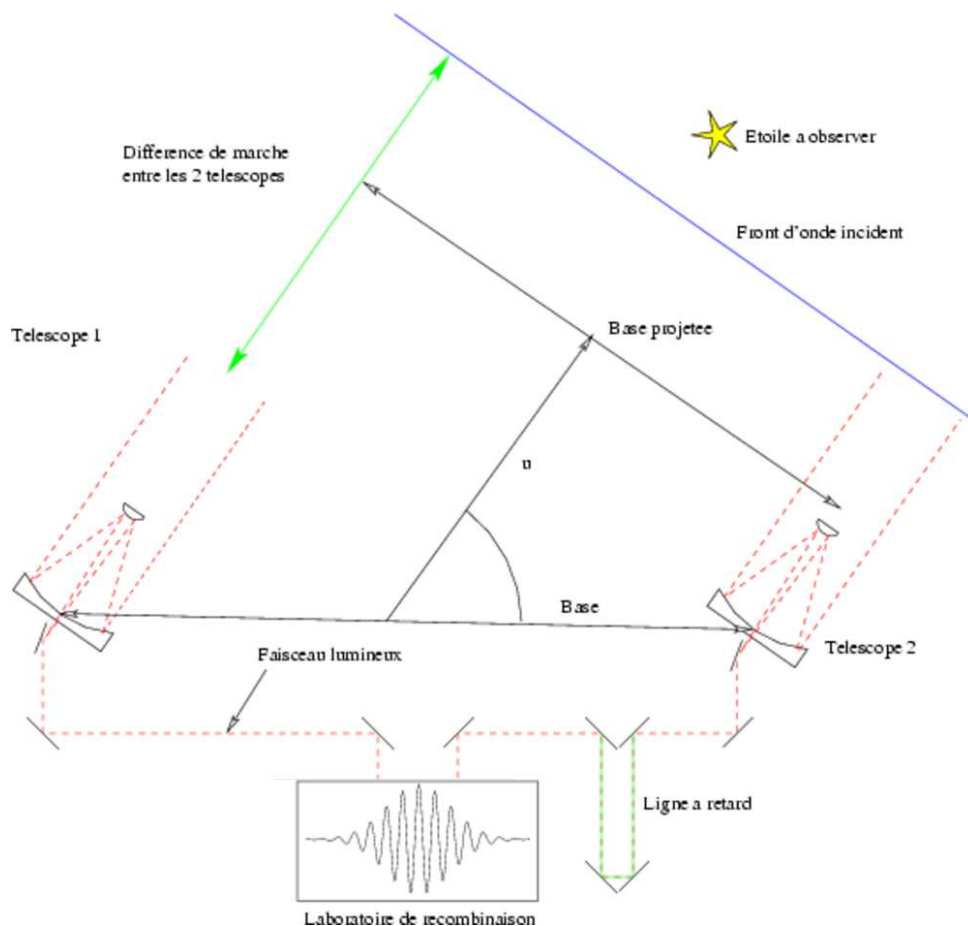 Etoile a observer
Difference de marche
entre les 2 telescopes
Front d'onde incident
Telescope 1
Base projetee
u
Base
Telescope 2
Faisceau lumineux
Ligne a retard
Laboratoire de recombinaison